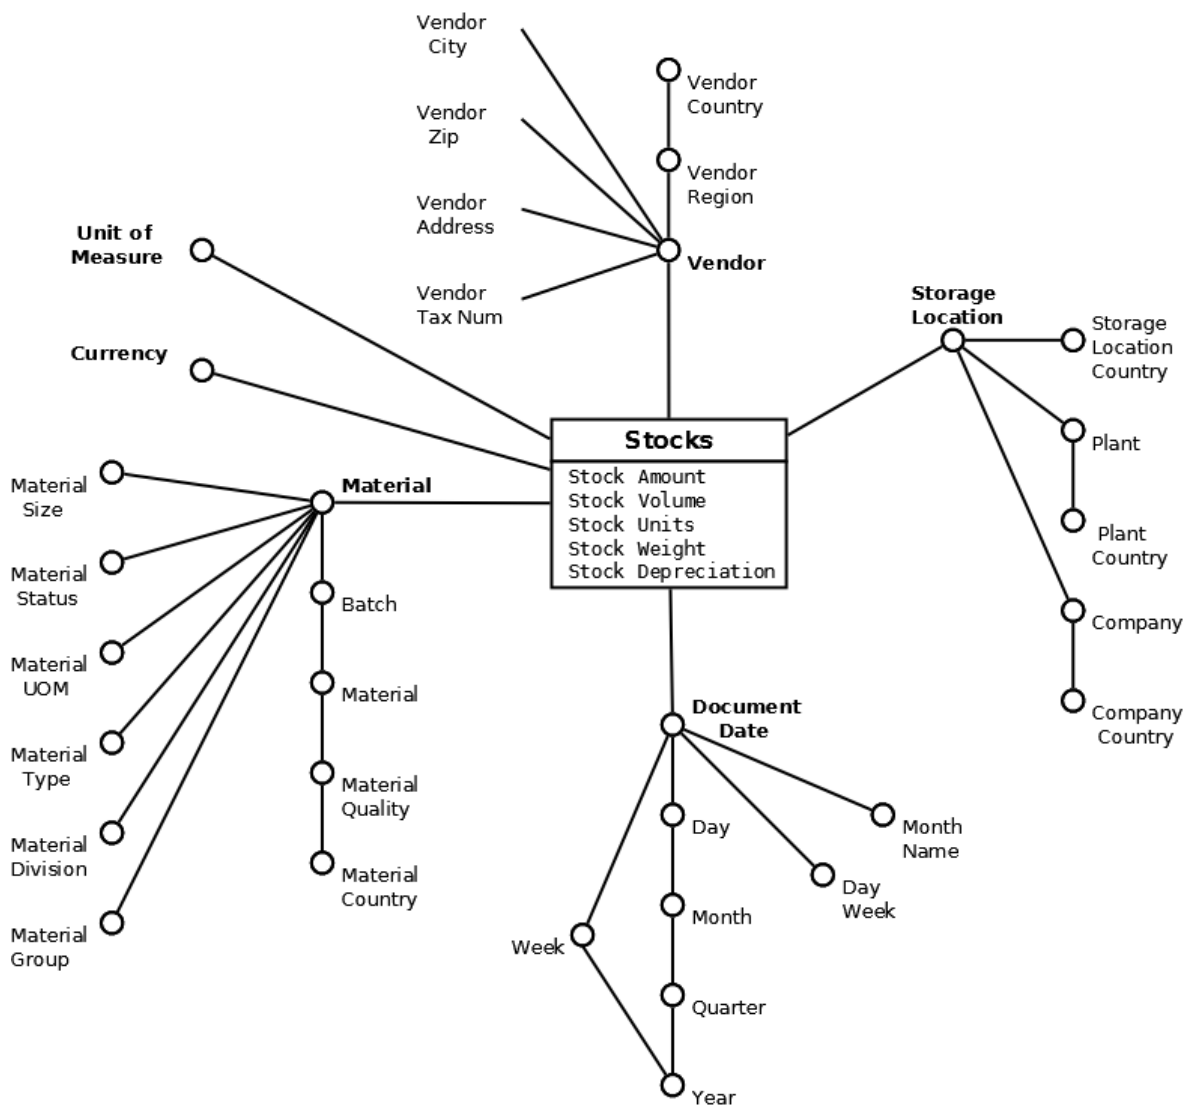 Vendor
City
Vendor
Country
Vendor
Zip
Vendor
Region
Vendor
Address
Unit of
Measure
Vendor
Vendor
Tax Num
Storage
Location
Storage
Location
Country
Currency
Stocks
Plant
Stock Amount
Stock Volume
Stock Units
Stock Weight
Stock Depreciation
Material
Material
Size
Plant
Country
Material
Status
Batch
Company
Material
UOM
Material
Document
Date
Company
Country
Material
Type
Material
Quality
Day
Month
Name
Material
Division
Material
Country
Day
Week
Month
Material
Group
Week
Quarter
Year